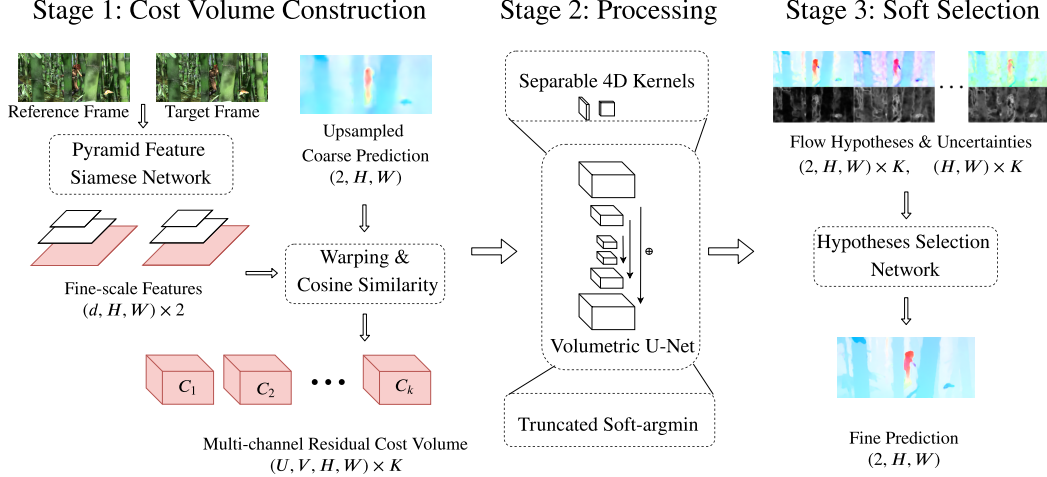 Stage 1: Cost Volume Construction
Reference Frame
Target Frame
Pyramid Feature
Siamese Network
Upsampled
Coarse Prediction
(2, H, W)
Fine-scale Features
(d, H, W) × 2
Warping &
Cosine Similarity
C1
C2
• • •
Ck
Multi-channel Residual Cost Volume
(U, V, H, W) × K
Stage 2: Processing
Separable 4D Kernels
⊕
Volumetric U-Net
Truncated Soft-argmin
Stage 3: Soft Selection
• • •
Flow Hypotheses & Uncertainties
(2, H, W) × K, (H, W) × K
Hypotheses Selection
Network
Fine Prediction
(2, H, W)